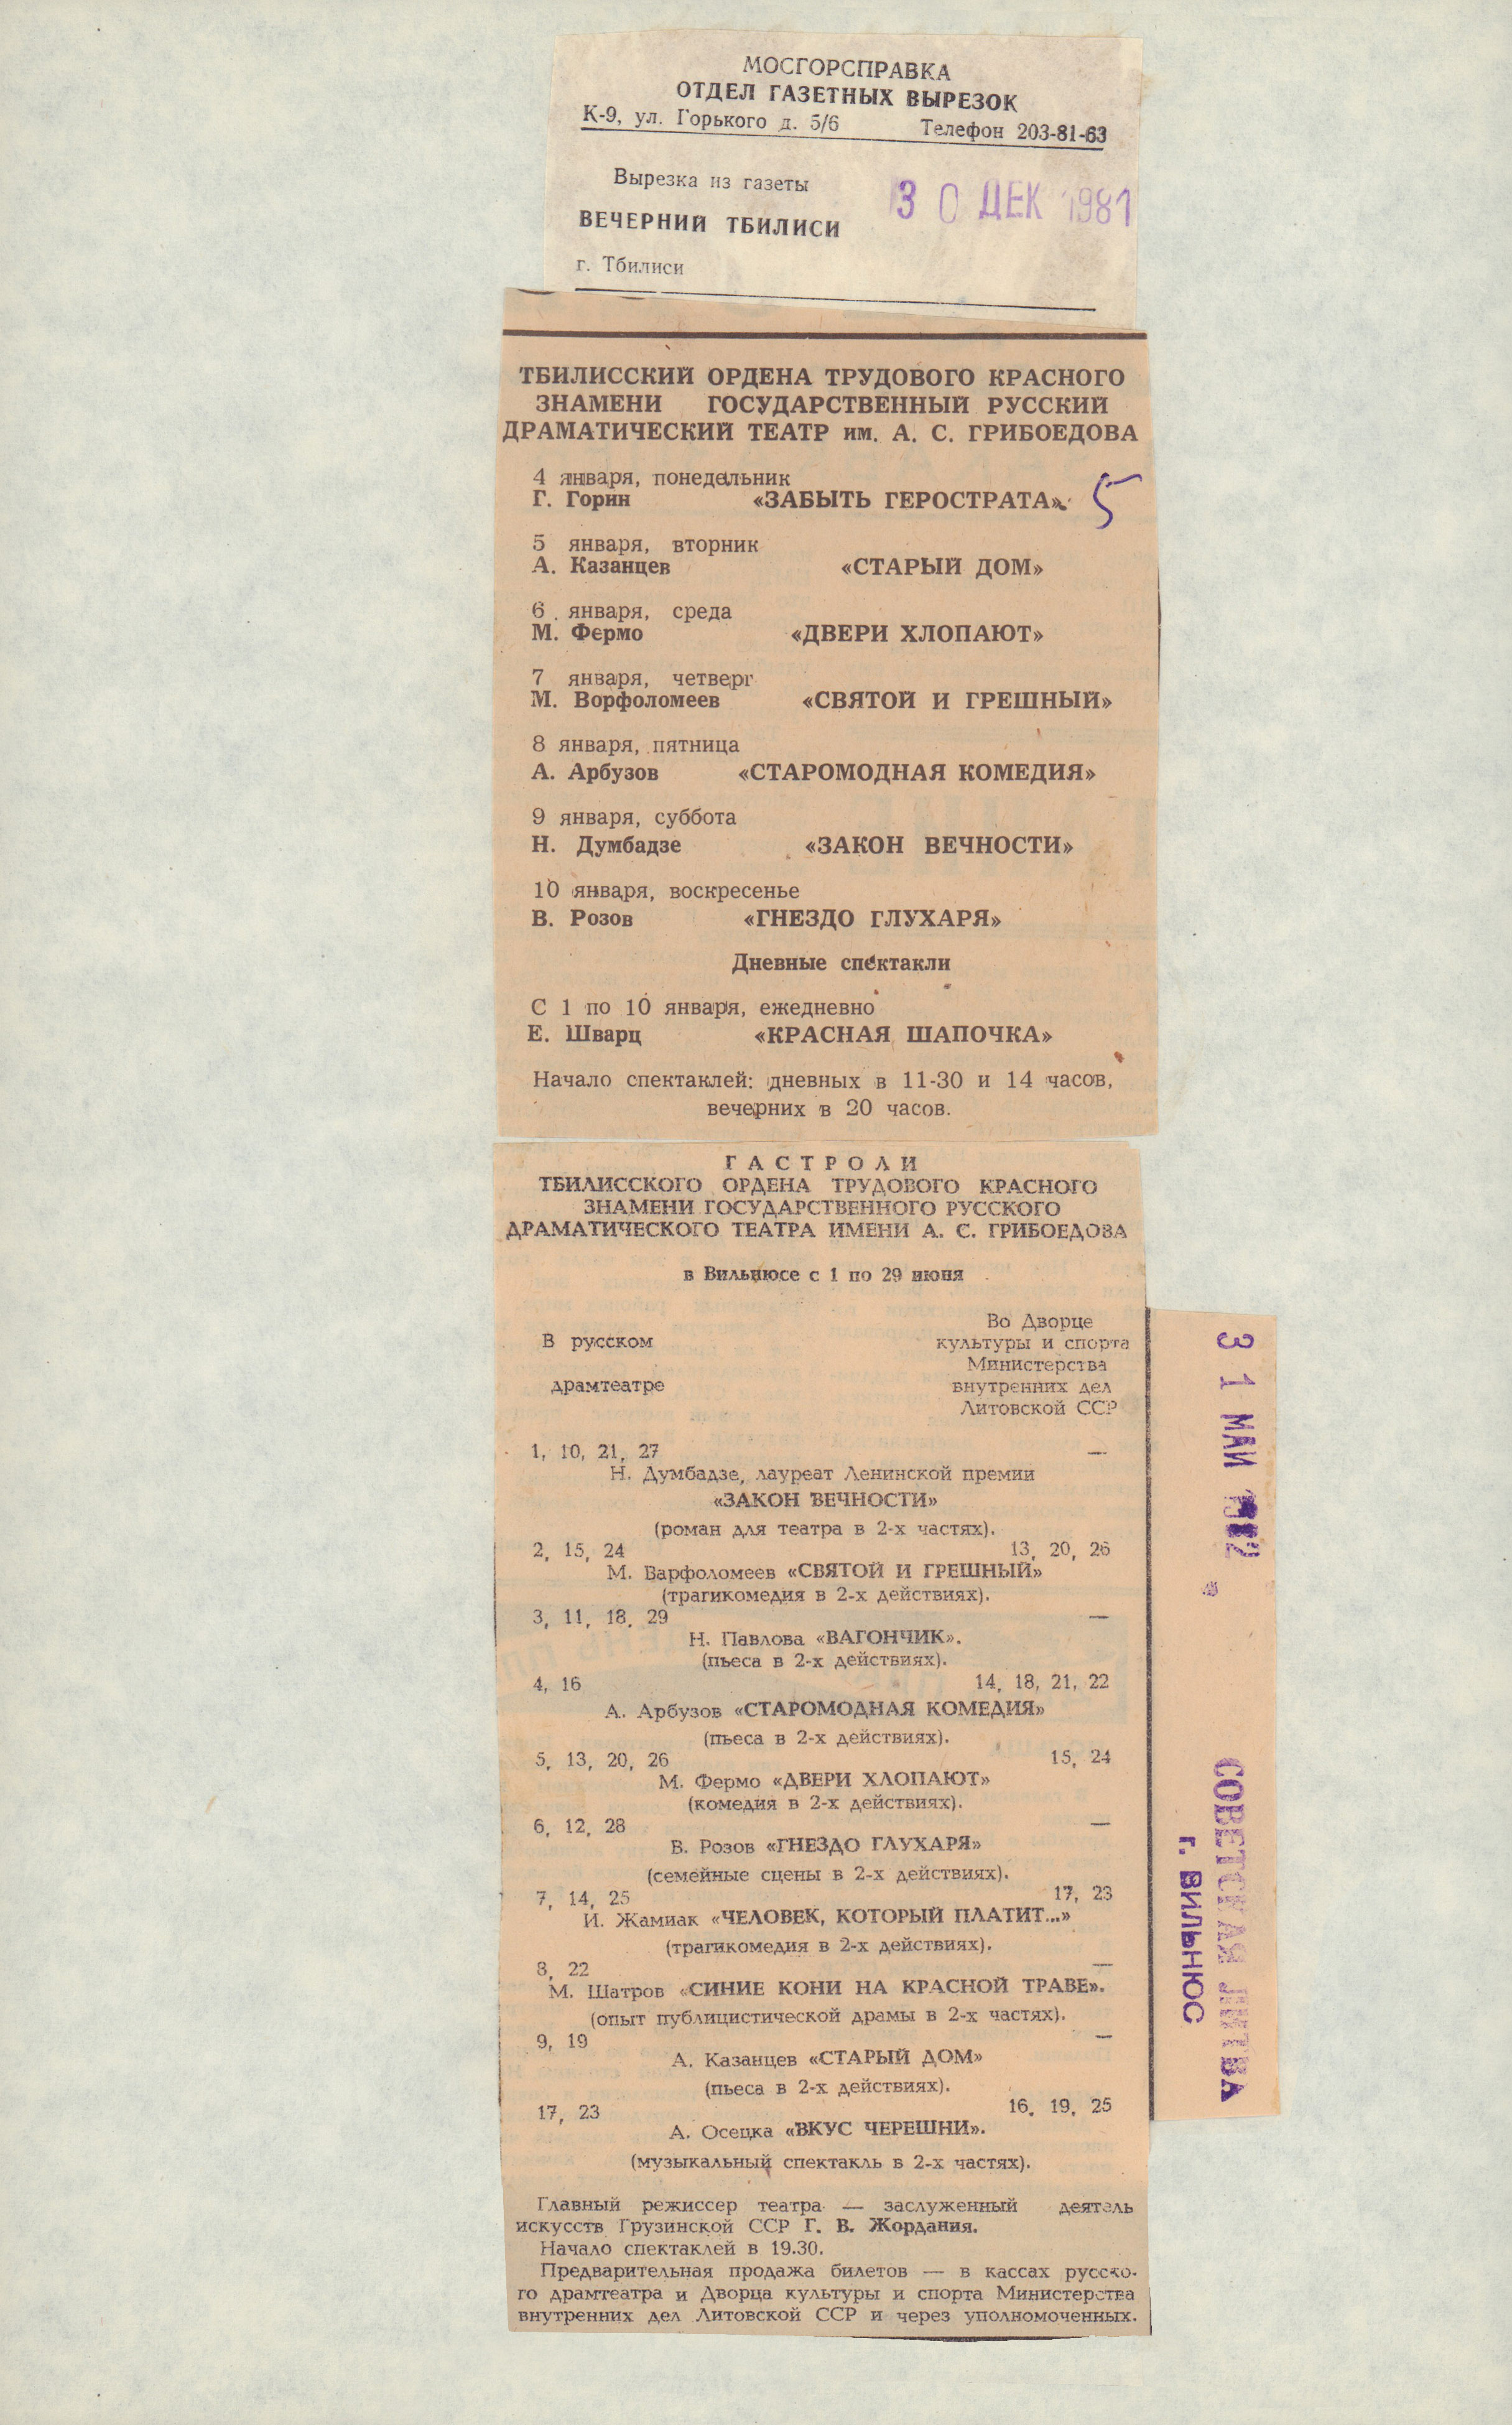 МОСГОРСПРАВКА
ОТДЕЛ ГАЗЕТНЫХ ВЫРЕЗОК
К-9, ул. Горького д. 5/6 Телефон 203-81-63
Вырезка из газеты
ВЕЧЕРНИЙ ТБИЛИСИ
30 ДЕК 1981
г. Тбилиси
ТБИЛИССКИЙ ОРДЕНА ТРУДОВОГО КРАСНОГО
ЗНАМЕНИ ГОСУДАРСТВЕННЫЙ РУССКИЙ
ДРАМАТИЧЕСКИЙ ТЕАТР им. А. С. ГРИБОЕДОВА
4 января, понедельник
Г. Горин «ЗАБЫТЬ ГЕРОСТРАТА». 5
5 января, вторник
А. Казанцев «СТАРЫЙ ДОМ»
6 января, среда
М. Фермо «ДВЕРИ ХЛОПАЮТ»
7 января, четверг
М. Ворфоломеев «СВЯТОЙ И ГРЕШНЫЙ»
8 января, пятница
А. Арбузов «СТАРОМОДНАЯ КОМЕДИЯ»
9 января, суббота
Н. Думбадзе «ЗАКОН ВЕЧНОСТИ»
10 января, воскресенье
В. Розов «ГНЕЗДО ГЛУХАРЯ»
Дневные спектакли
С 1 по 10 января, ежедневно
Е. Шварц «КРАСНАЯ ШАПОЧКА»
Начало спектаклей: дневных в 11-30 и 14 часов,
вечерних в 20 часов.
ГАСТРОЛИ
ТБИЛИССКОГО ОРДЕНА ТРУДОВОГО КРАСНОГО
ЗНАМЕНИ ГОСУДАРСТВЕННОГО РУССКОГО
ДРАМАТИЧЕСКОГО ТЕАТРА ИМЕНИ А. С. ГРИБОЕДОВА
в Вильнюсе с 1 по 29 июня
В русском
драмтеатре
Во Дворце
культуры и спорта
Министерства
внутренних дел
Литовской ССР
1, 10, 21, 27 —
Н. Думбадзе, лауреат Ленинской премии
«ЗАКОН ВЕЧНОСТИ»
(роман для театра в 2-х частях).
2, 15, 24 13, 20, 26
М. Варфоломеев «СВЯТОЙ И ГРЕШНЫЙ»
(трагикомедия в 2-х действиях).
3, 11, 18, 29 —
Н. Павлова «ВАГОНЧИК».
(пьеса в 2-х действиях).
4, 16 14, 18, 21, 22
А. Арбузов «СТАРОМОДНАЯ КОМЕДИЯ»
(пьеса в 2-х действиях).
5, 13, 20, 26 15, 24
М. Фермо «ДВЕРИ ХЛОПАЮТ»
(комедия в 2-х действиях).
6, 12, 28 —
В. Розов «ГНЕЗДО ГЛУХАРЯ»
(семейные сцены в 2-х действиях).
7, 14, 25 17, 23
И. Жамиак «ЧЕЛОВЕК, КОТОРЫЙ ПЛАТИТ...»
(трагикомедия в 2-х действиях).
8, 22 —
М. Шатров «СИНИЕ КОНИ НА КРАСНОЙ ТРАВЕ».
(опыт публицистической драмы в 2-х частях).
9, 19 —
А. Казанцев «СТАРЫЙ ДОМ»
(пьеса в 2-х действиях).
17, 23 16, 19, 25
А. Осецка «ВКУС ЧЕРЕШНИ».
(музыкальный спектакль в 2-х частях).
Главный режиссер театра — заслуженный деятель
искусств Грузинской ССР Г. В. Жордания.
Начало спектаклей в 19.30.
Предварительная продажа билетов — в кассах русско-
го драмтеатра и Дворца культуры и спорта Министерства
внутренних дел Литовской ССР и через уполномоченных.
31 МАЙ 1982
СОВЕТСКАЯ ЛИТВА
г. ВИЛЬНЮС